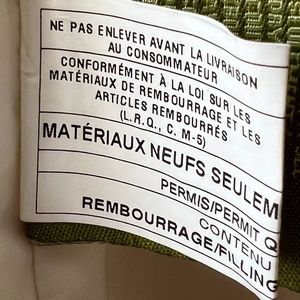 NE PAS ENLEVER AVANT LA LIVRAISON
AU CONSOMMATEUR
CONFORMÉMENT À LA LOI SUR LES
MATÉRIAUX DE REMBOURRAGE ET LES
ARTICLES REMBOURRÉS
(L.R.Q., C, M-5)
MATÉRIAUX NEUFS SEULEM
PERMIS/PERMIT Q
CONTENU
REMBOURRAGE/FILLING